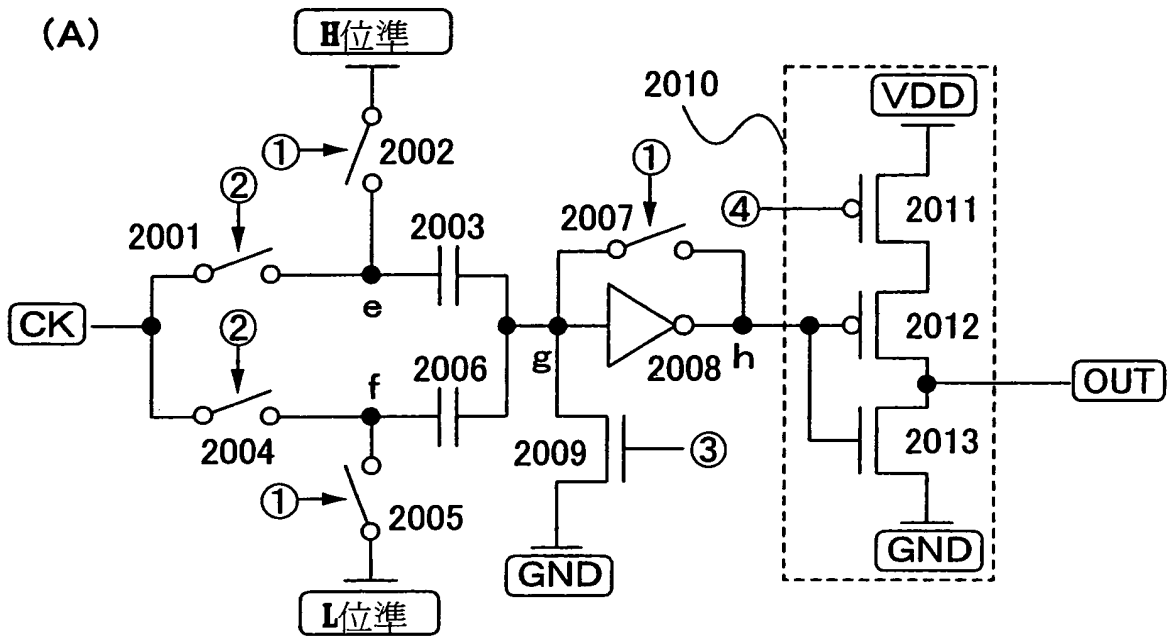 (A)
H位準
2010
VDD
①
2002
①
②
2007
④
2011
2001
2003
e
CK
②
g
2008
h
2012
2006
f
OUT
2004
2009
③
2013
①
2005
GND
GND
L位準